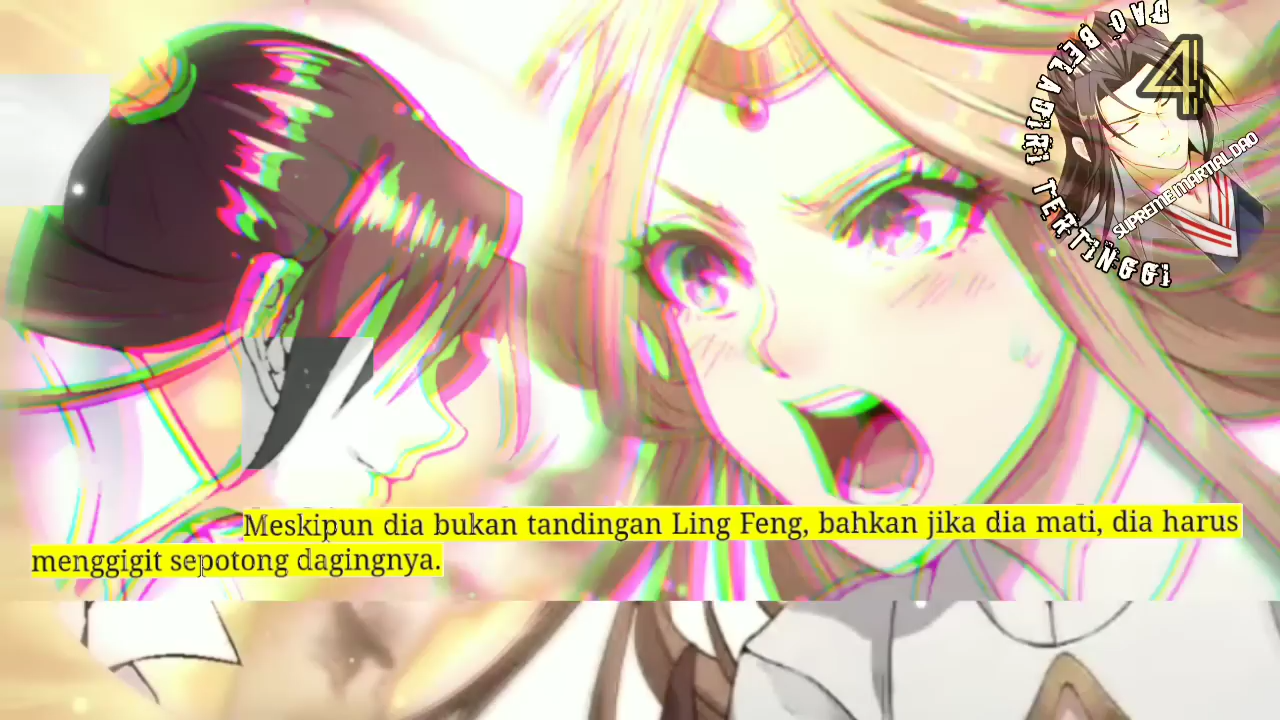 DAO BELADIRI TERTINGGI
4
SUPREME MARTIAL DAO
Meskipun dia bukan tandingan Ling Feng, bahkan jika dia mati, dia harus
menggigit sepotong dagingnya.